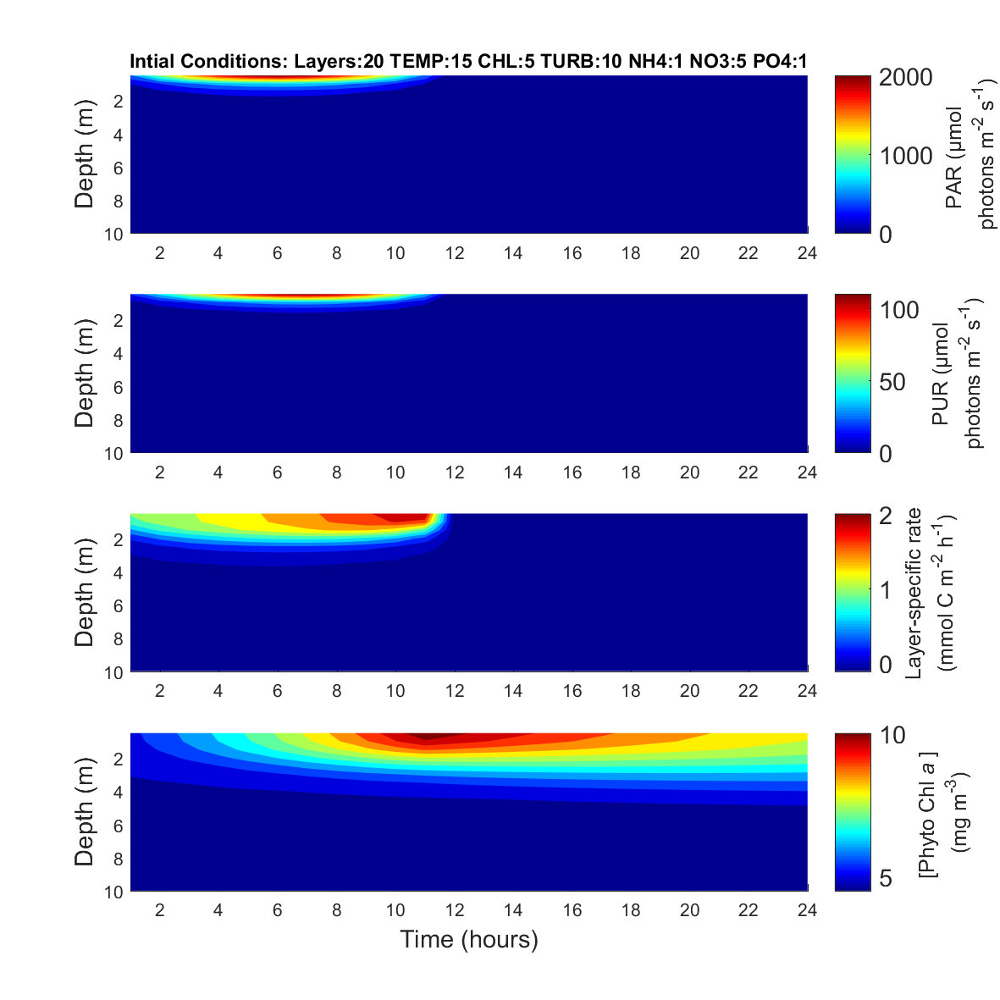 Intial Conditions: Layers:20 TEMP:15 CHL:5 TURB:10 NH4:1 NO3:5 PO4:1
Depth (m)
2
4
6
8
10
2 4 6 8 10 12 14 16 18 20 22 24
2000
1000
0
PAR (μmol
photons m-2 s-1)
Depth (m)
2
4
6
8
10
2 4 6 8 10 12 14 16 18 20 22 24
100
50
0
PUR (μmol
photons m-2 s-1)
Depth (m)
2
4
6
8
10
2 4 6 8 10 12 14 16 18 20 22 24
2
1
0
Layer-specific rate
(mmol C m-2 h-1)
Depth (m)
2
4
6
8
10
2 4 6 8 10 12 14 16 18 20 22 24
10
5
[Phyto Chl a ]
(mg m-3)
Time (hours)